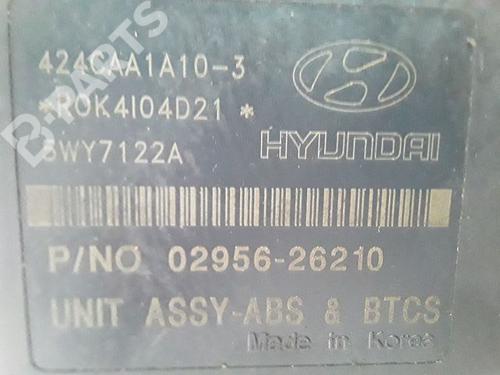 424CAA1A10-3
*R0K4I04D21*
5WY7122A
HYUNDAI
P/NO 02956-26210
UNIT ASSY-ABS & BTCS
Made in Korea
B-PARTS